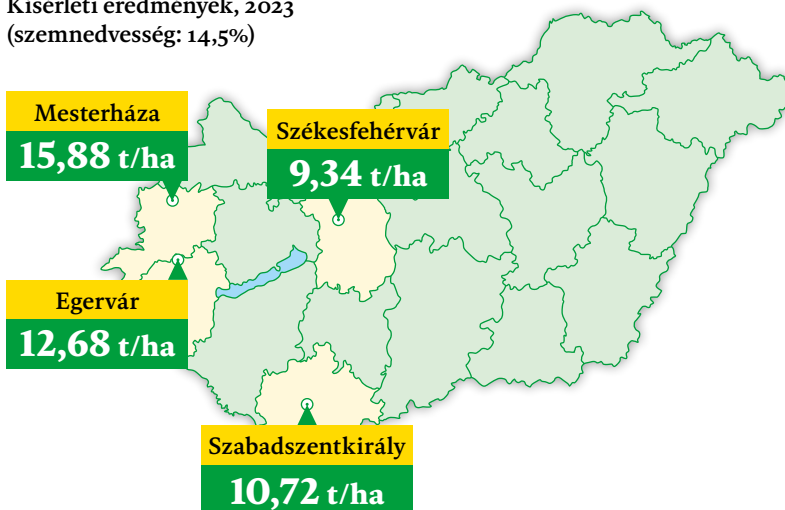 Kísérleti eredmények, 2023
(szemnedvesség: 14,5%)
Mesterháza
15,88 t/ha
Székesfehérvár
9,34 t/ha
Egervár
12,68 t/ha
Szabadszentkirály
10,72 t/ha